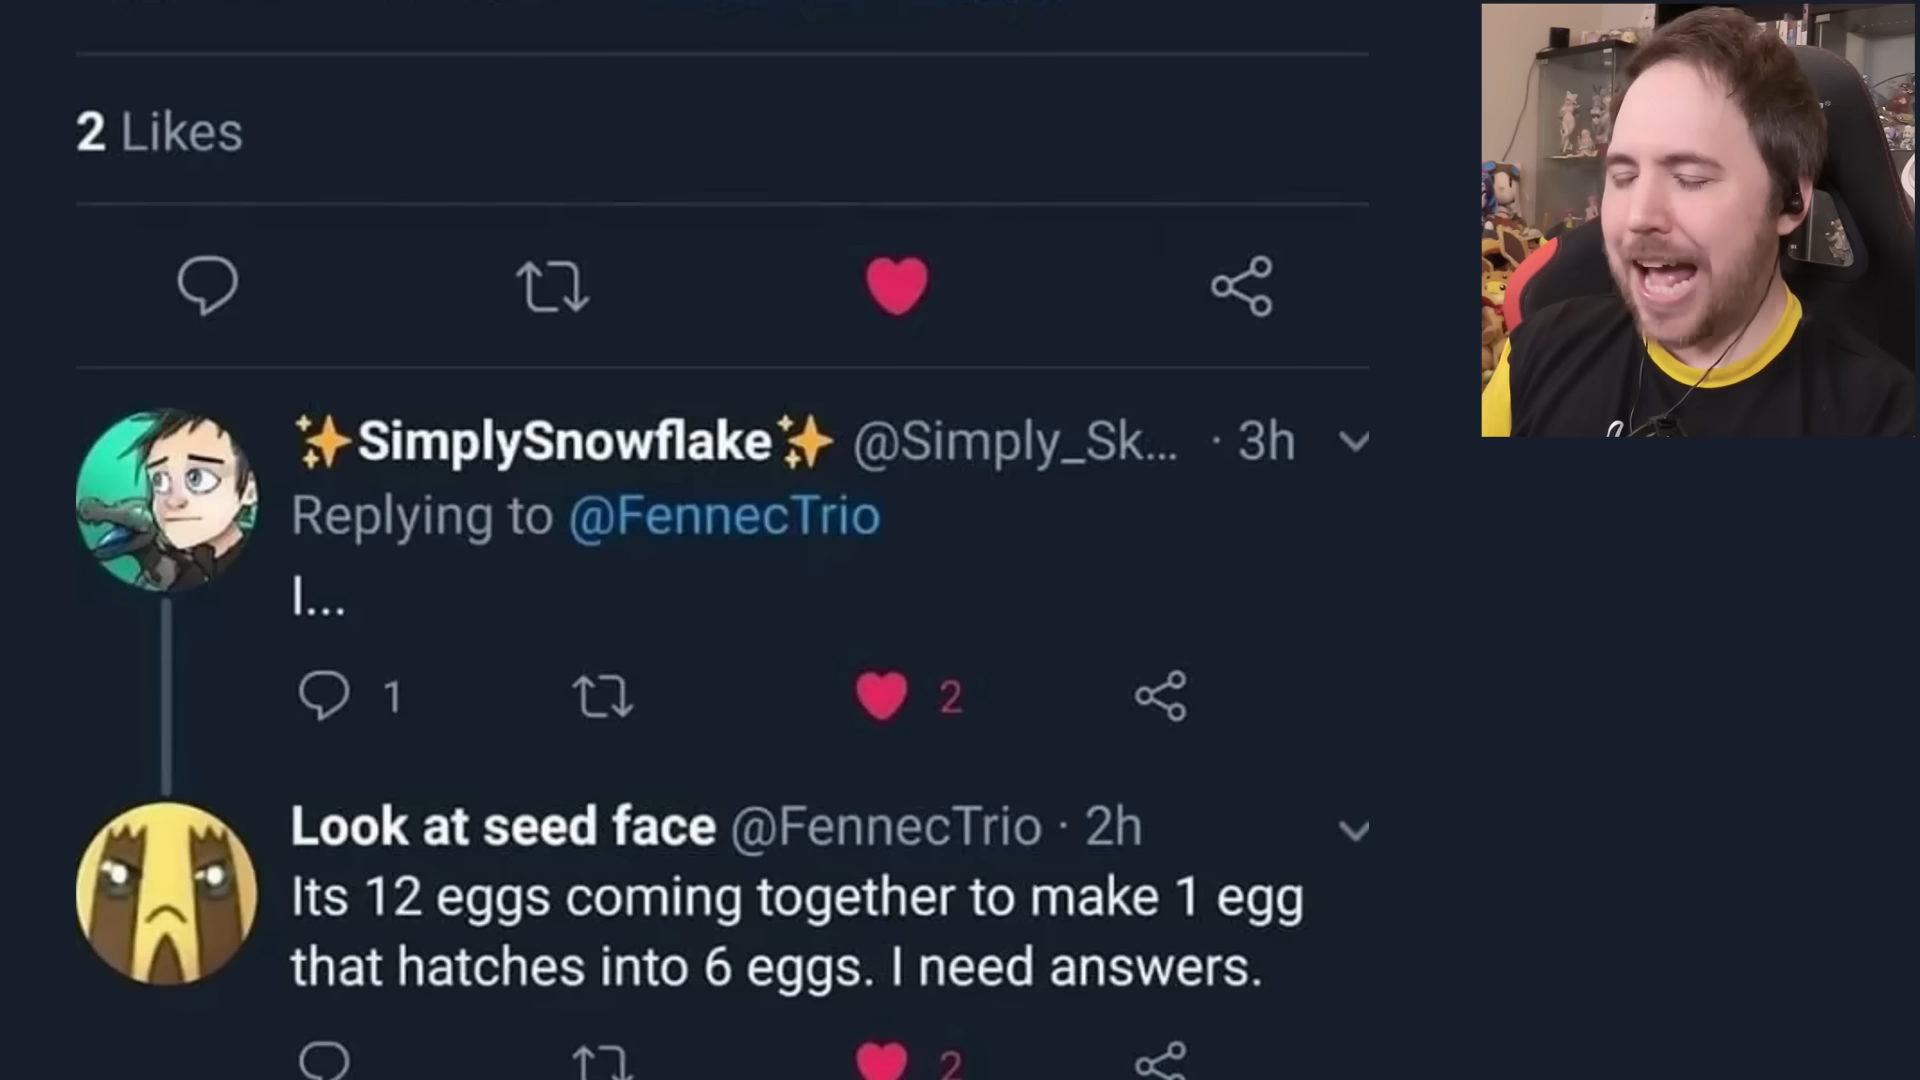 2 Likes
✨SimplySnowflake✨ @Simply_Sk... · 3h
Replying to @FennecTrio
I...
1 2
Look at seed face @FennecTrio · 2h
Its 12 eggs coming together to make 1 egg
that hatches into 6 eggs. I need answers.
2